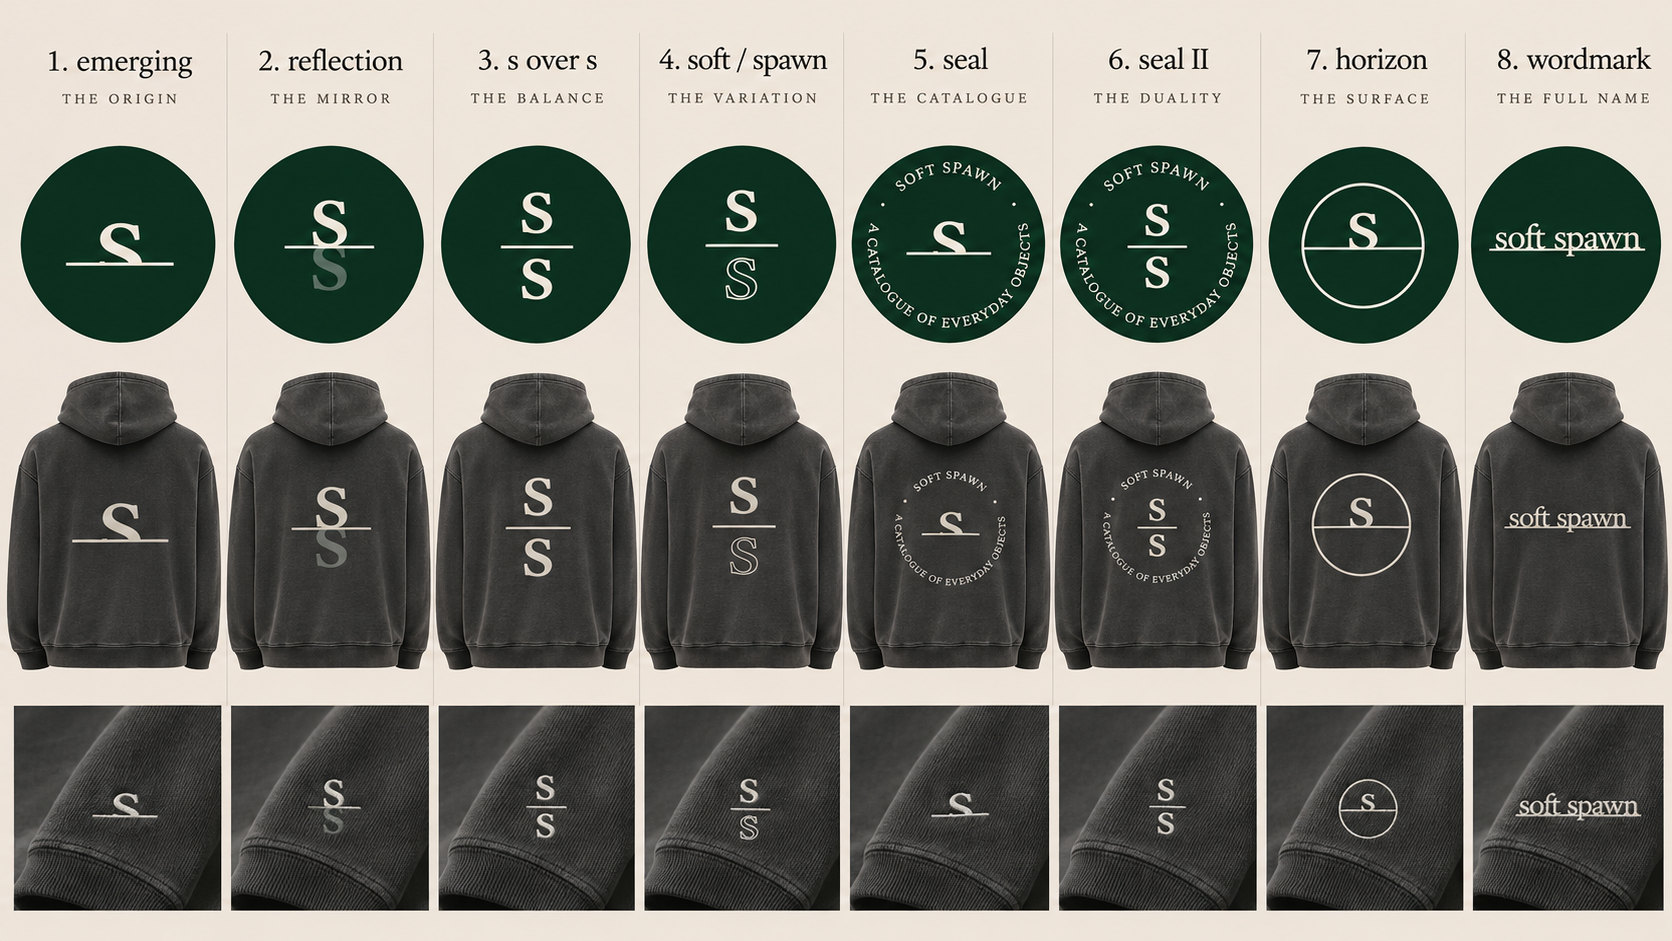 1. emerging
THE ORIGIN
2. reflection
THE MIRROR
3. s over s
THE BALANCE
4. soft / spawn
THE VARIATION
5. seal
THE CATALOGUE
6. seal II
THE DUALITY
7. horizon
THE SURFACE
8. wordmark
THE FULL NAME
S
S
S
S
S
S
S
SOFT SPAWN
S
A CATALOGUE OF EVERYDAY OBJECTS
SOFT SPAWN
S
S
A CATALOGUE OF EVERYDAY OBJECTS
S
soft spawn
S
S
S
S
S
S
S
SOFT SPAWN
S
A CATALOGUE OF EVERYDAY OBJECTS
SOFT SPAWN
S
S
A CATALOGUE OF EVERYDAY OBJECTS
S
soft spawn
S
S
S
S
S
S
S
S
S
S
S
soft spawn